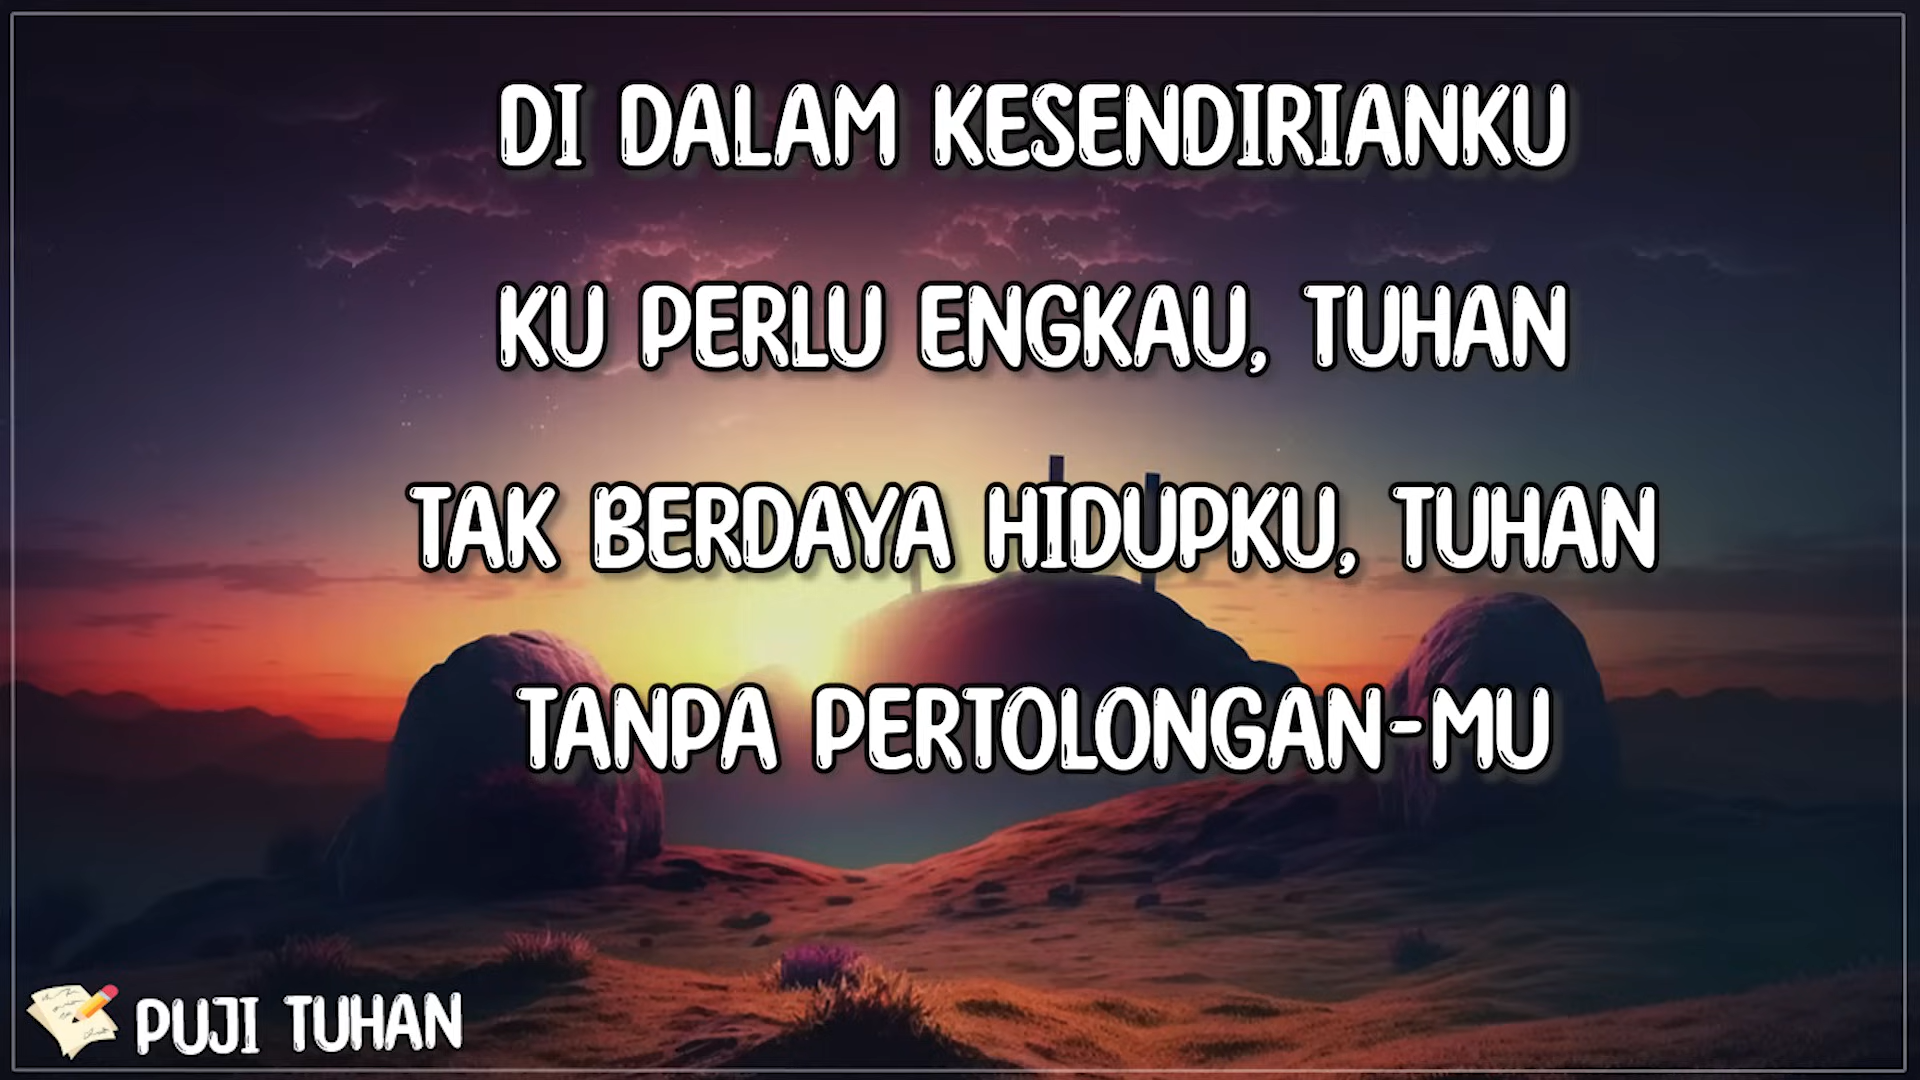 DI DALAM KESENDIRIANKU
KU PERLU ENGKAU, TUHAN
TAK BERDAYA HIDUPKU, TUHAN
TANPA PERTOLONGAN-MU
PUJI TUHAN